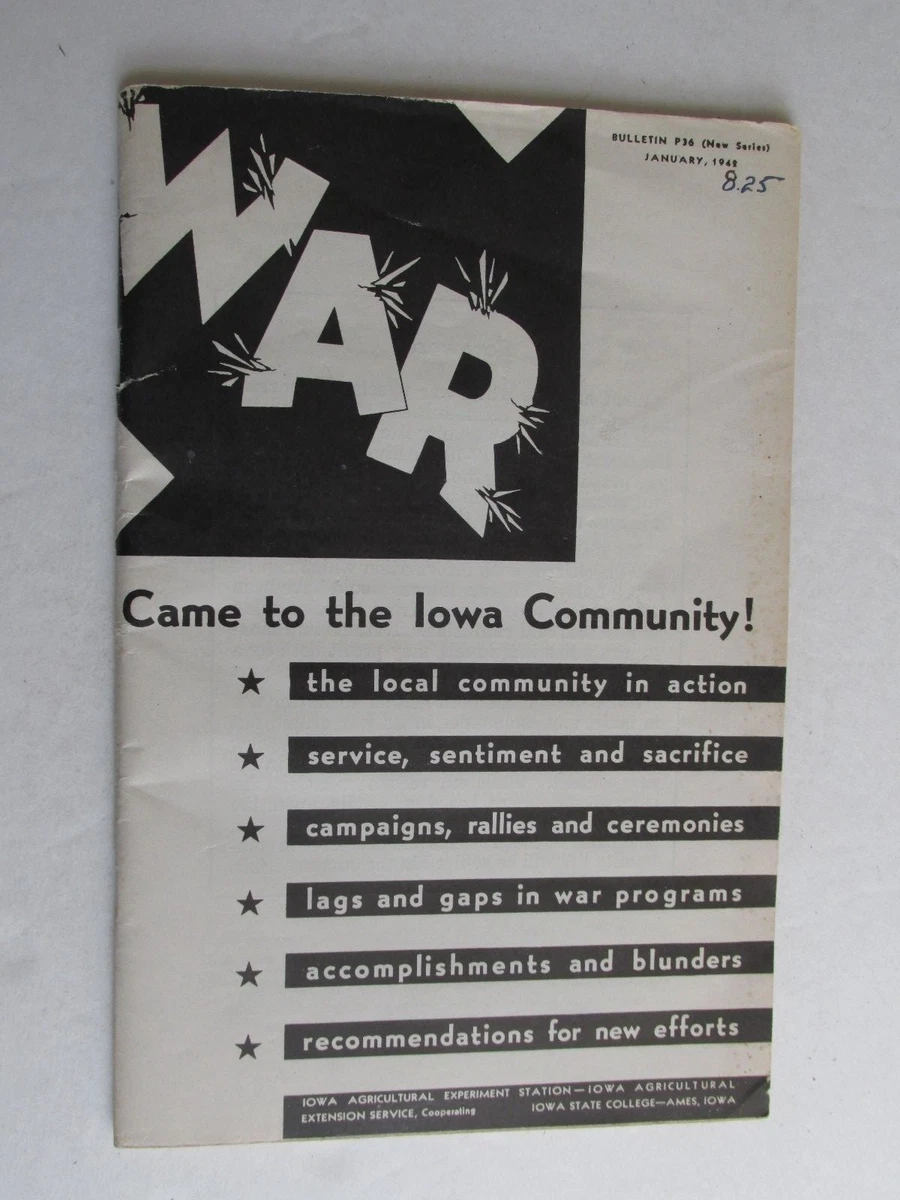 WAR
BULLETIN P36 (New Series)
JANUARY, 1942
8.25
Came to the Iowa Community!
the local community in action
service, sentiment and sacrifice
campaigns, rallies and ceremonies
lags and gaps in war programs
accomplishments and blunders
recommendations for new efforts
IOWA AGRICULTURAL EXPERIMENT STATION—IOWA AGRICULTURAL
EXTENSION SERVICE, Cooperating IOWA STATE COLLEGE—AMES, IOWA